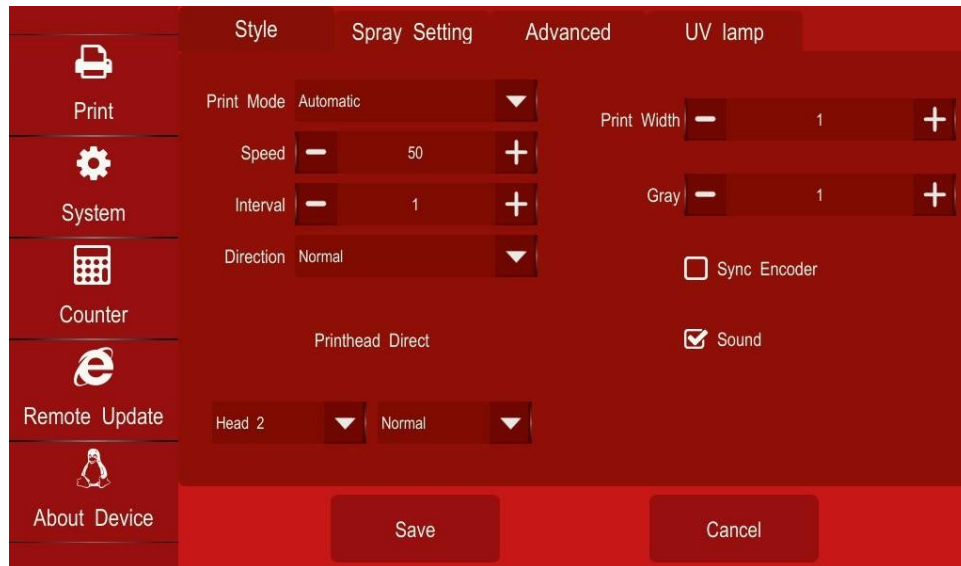 Style
Spray Setting
Advanced
UV lamp
Print
System
Counter
Remote Update
About Device
Print Mode Automatic
Speed 50
Interval 1
Direction Normal
Printhead Direct
Head 2 Normal
Print Width 1
Gray 1
Sync Encoder
Sound
Save
Cancel